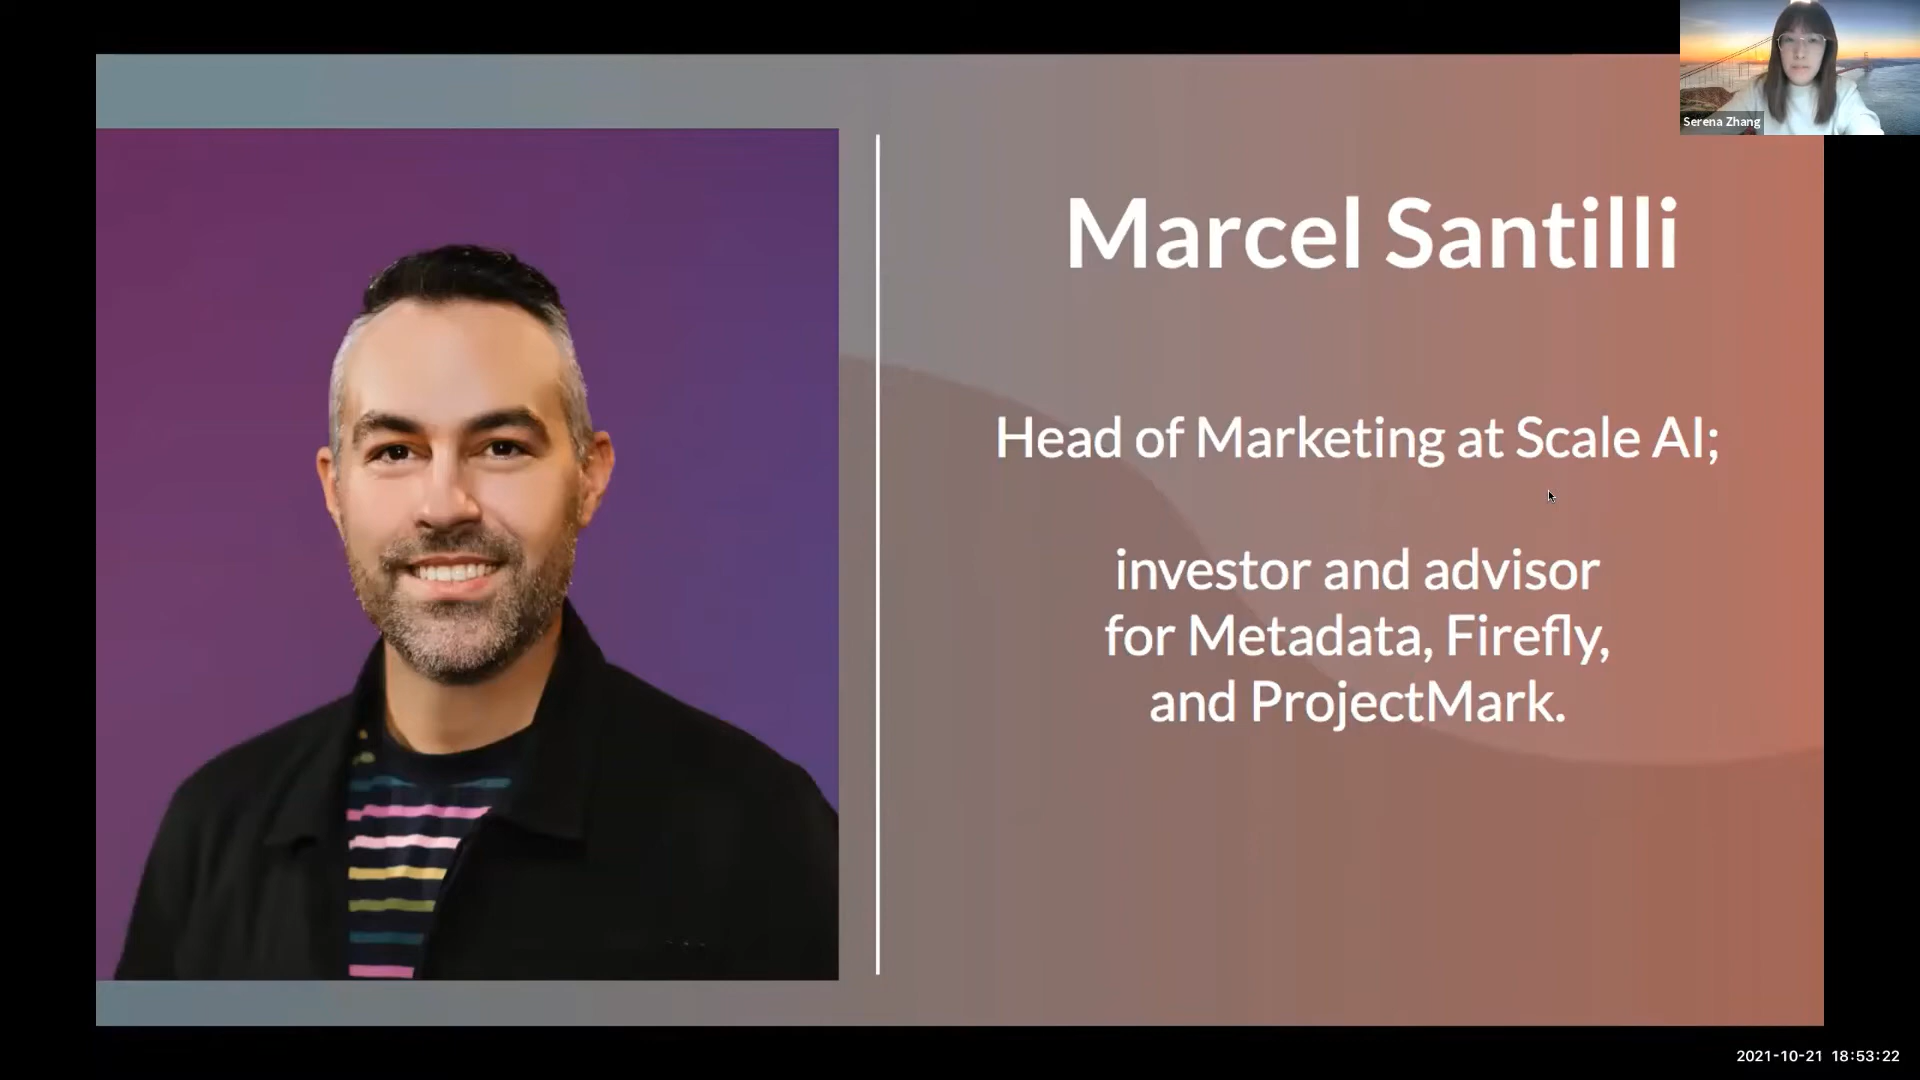 Serena Zhang
Marcel Santilli
Head of Marketing at Scale AI;
investor and advisor
for Metadata, Firefly,
and ProjectMark.
2021-10-21 18:53:22